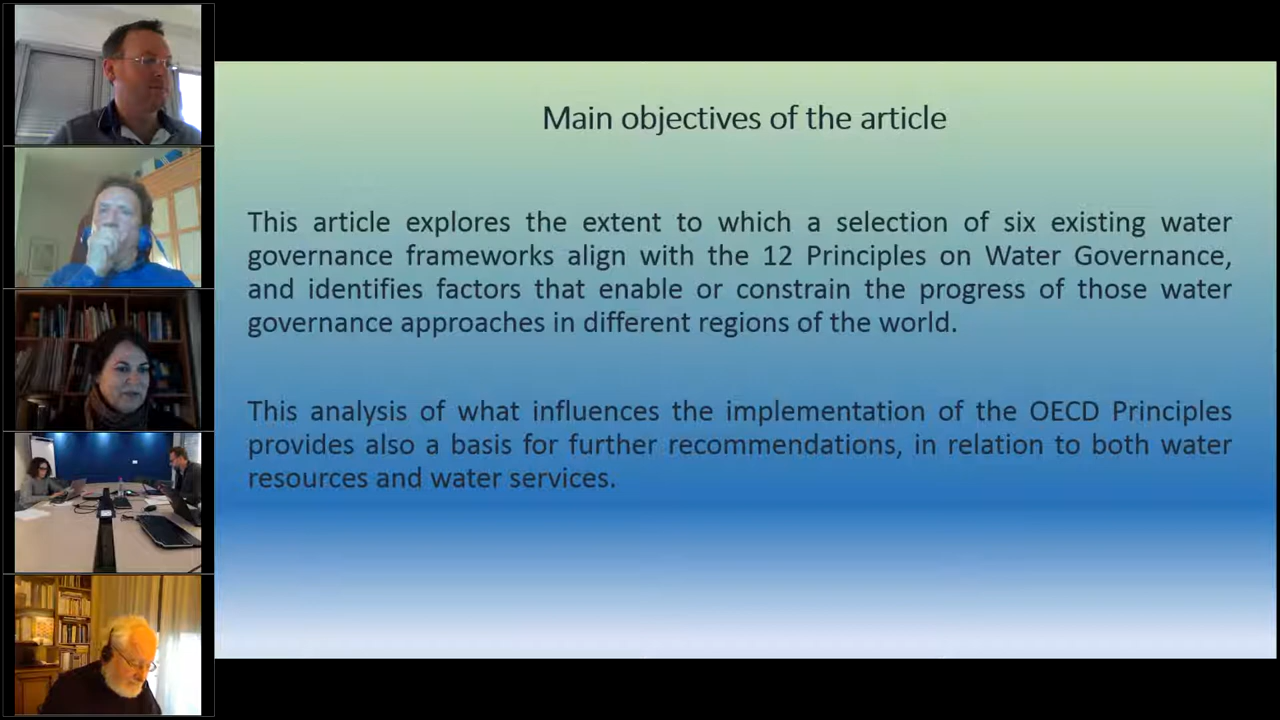 Main objectives of the article
This article explores the extent to which a selection of six existing water
governance frameworks align with the 12 Principles on Water Governance,
and identifies factors that enable or constrain the progress of those water
governance approaches in different regions of the world.
This analysis of what influences the implementation of the OECD Principles
provides also a basis for further recommendations, in relation to both water
resources and water services.